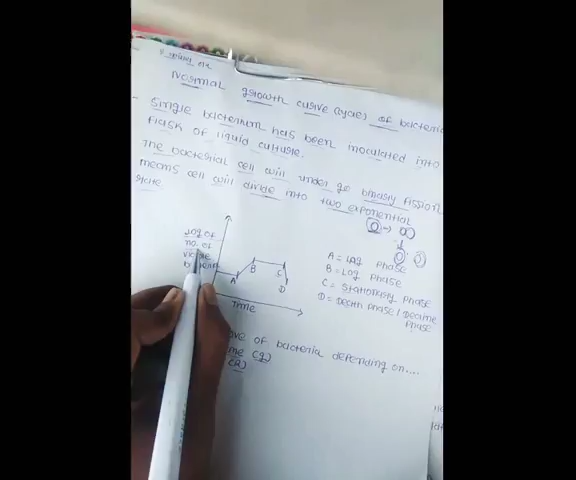 Normal growth curve (cycle) of bacteria
Single bacterium has been inoculated into
flask of liquid culture.
The bacterial cell will under go binary fission
means cell will divide into two exponential
state
Log of
no. of
A
B
S
D
Time
A = LAg phase
B = Log phase
C = Stationary phase
D = Death phase / Decline
phase
of bacteria depending on....
(g)
(R)